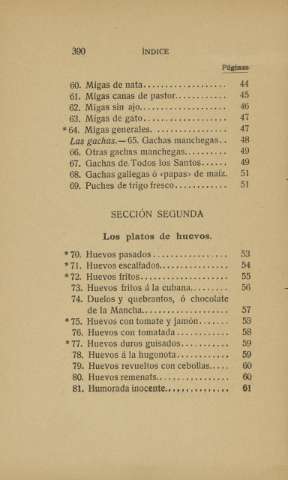 390 ÍNDICE
Páginas
60. Migas de nata................... 44
61. Migas canas de pastor............ 45
62. Migas sin ajo.................... 46
63. Migas de gato................... 47
*64. Migas generales................. 47
Las gachas.—65. Gachas manchegas.. 48
66. Otras gachas manchegas......... 49
67. Gachas de Todos los Santos...... 49
68. Gachas gallegas ó «papas» de maíz. 51
69. Puches de trigo fresco............ 51
SECCIÓN SEGUNDA
Los platos de huevos.
*70. Huevos pasados................. 53
*71. Huevos escalfados............... 54
*72. Huevos fritos................... 55
73. Huevos fritos á la cubana........ 56
74. Duelos y quebrantos, ó chocolate
de la Mancha................... 57
*75. Huevos con tomate y jamón...... 58
76. Huevos con tomatada............ 58
*77. Huevos duros guisados........... 59
78. Huevos á la hugonota............ 59
79. Huevos revueltos con cebollas..... 60
80. Huevos remenats................ 60
81. Humorada inocente.............. 61